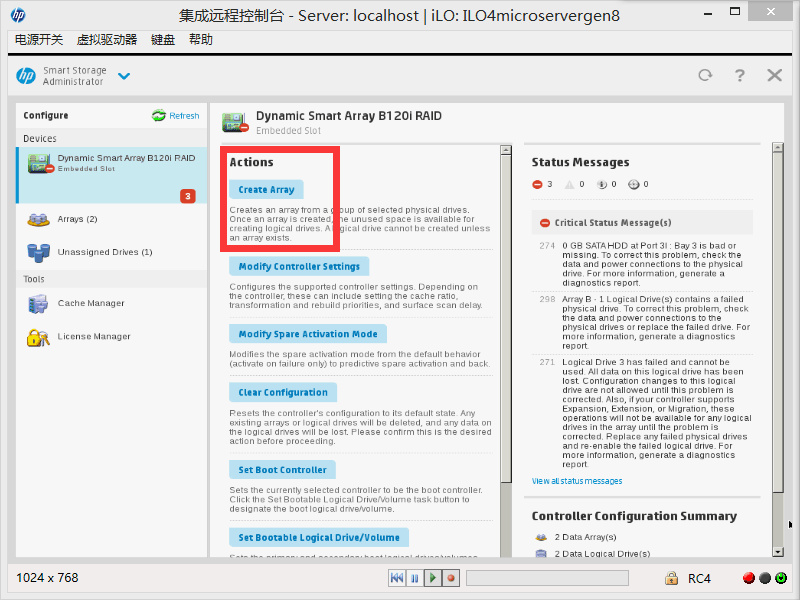 集成远程控制台 - Server: localhost | iLO: ILO4microservergen8
电源开关 虚拟驱动器 键盘 帮助
hp
Smart Storage
Administrator
Configure
Refresh
Devices
Dynamic Smart Array B120i RAID
Embedded Slot
3
Arrays (2)
Unassigned Drives (1)
Tools
Cache Manager
License Manager
Dynamic Smart Array B120i RAID
Embedded Slot
Actions
Create Array
Creates an array from a group of selected physical drives.
Once an array is created, the unused space is available for
creating logical drives. A logical drive cannot be created unless
an array exists.
Modify Controller Settings
Configures the supported controller settings. Depending on
the controller, these can include setting the cache ratio,
transformation and rebuild priorities, and surface scan delay.
Modify Spare Activation Mode
Modifies the spare activation mode from the default behavior
(activate on failure only) to predictive spare activation and back.
Clear Configuration
Resets the controller's configuration to its default state. Any
existing arrays or logical drives will be deleted, and any data on
the logical drives will be lost. Please confirm this is the desired
action before proceeding.
Set Boot Controller
Sets the currently selected controller to be the boot controller.
Click the Set Bootable Logical Drive/Volume task button to
designate the boot logical drive/volume.
Set Bootable Logical Drive/Volume
Sets the primary and secondary boot logical drives/volumes.
Status Messages
3 0 0 0
Critical Status Message(s)
274 0 GB SATA HDD at Port 3I : Bay 3 is bad or
missing. To correct this problem, check the
data and power connections to the physical
drive. For more information, generate a
diagnostics report.
298 Array B - 1 Logical Drive(s) contains a failed
physical drive. To correct this problem, check
the data and power connections to the
physical drives or replace the failed drive. For
more information, generate a diagnostics
report.
271 Logical Drive 3 has failed and cannot be
used. All data on this logical drive has been
lost. Configuration changes to this logical
drive are not allowed until this problem is
corrected. Also, if your controller supports
Expansion, Extension, or Migration, these
operations will not be available for any logical
drives in the array until the problem is
corrected. Replace any failed physical drives
and re-enable the failed logical drive. For
more information, generate a diagnostics
report.
View all status messages
Controller Configuration Summary
2 Data Array(s)
2 Data Logical Drive(s)
1024 x 768
RC4